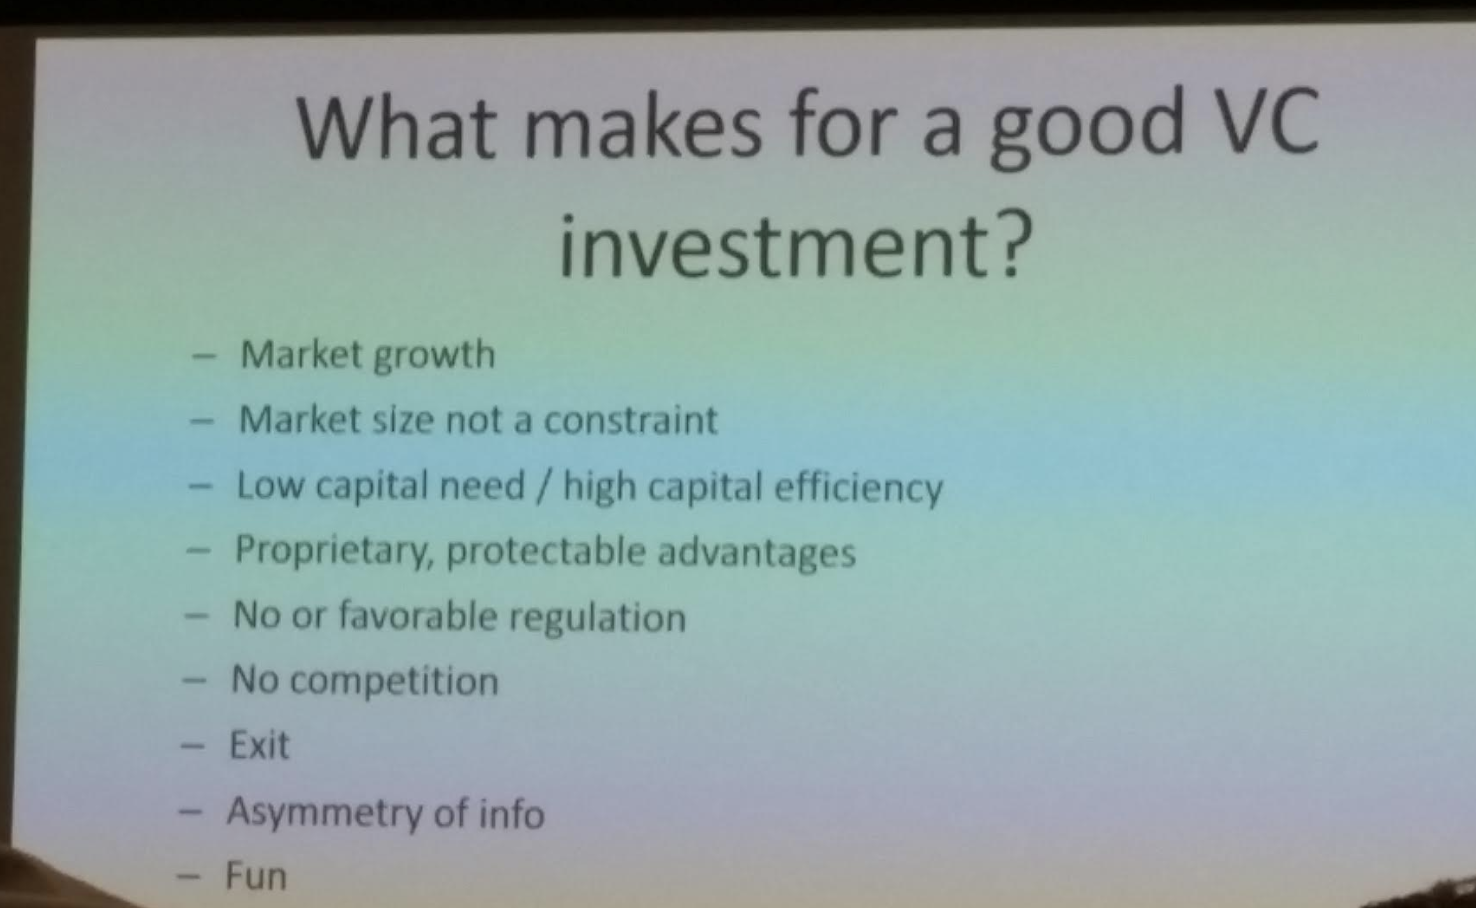 What makes for a good VC
investment?
– Market growth
– Market size not a constraint
– Low capital need / high capital efficiency
– Proprietary, protectable advantages
– No or favorable regulation
– No competition
– Exit
– Asymmetry of info
– Fun